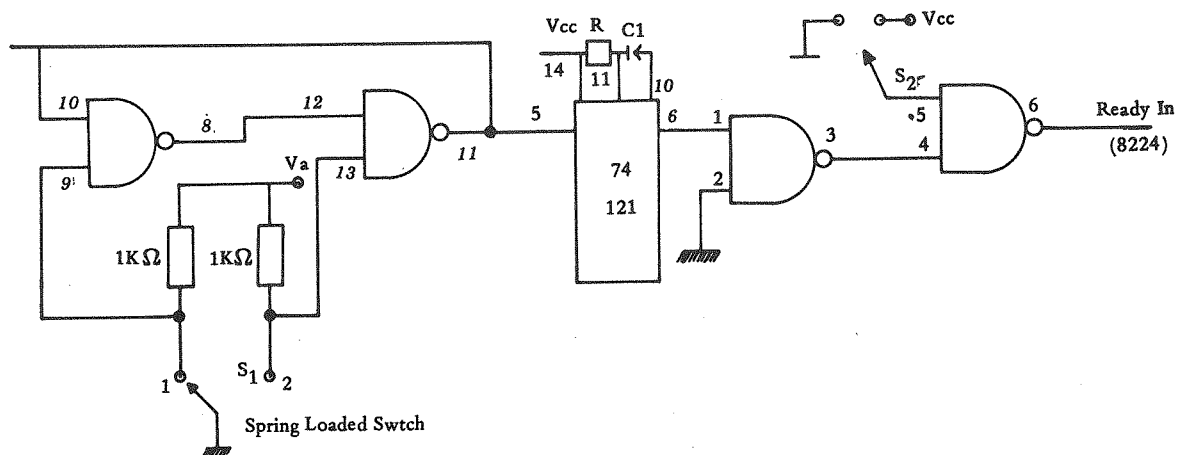 Vcc R C1
14 11 10
Vcc
S2
10 8 12
9
13 11
Va
1KΩ 1KΩ
5
74
121
6
1
2
3
.5
4
6
Ready In
(8224)
1 S1 2
Spring Loaded Swtch